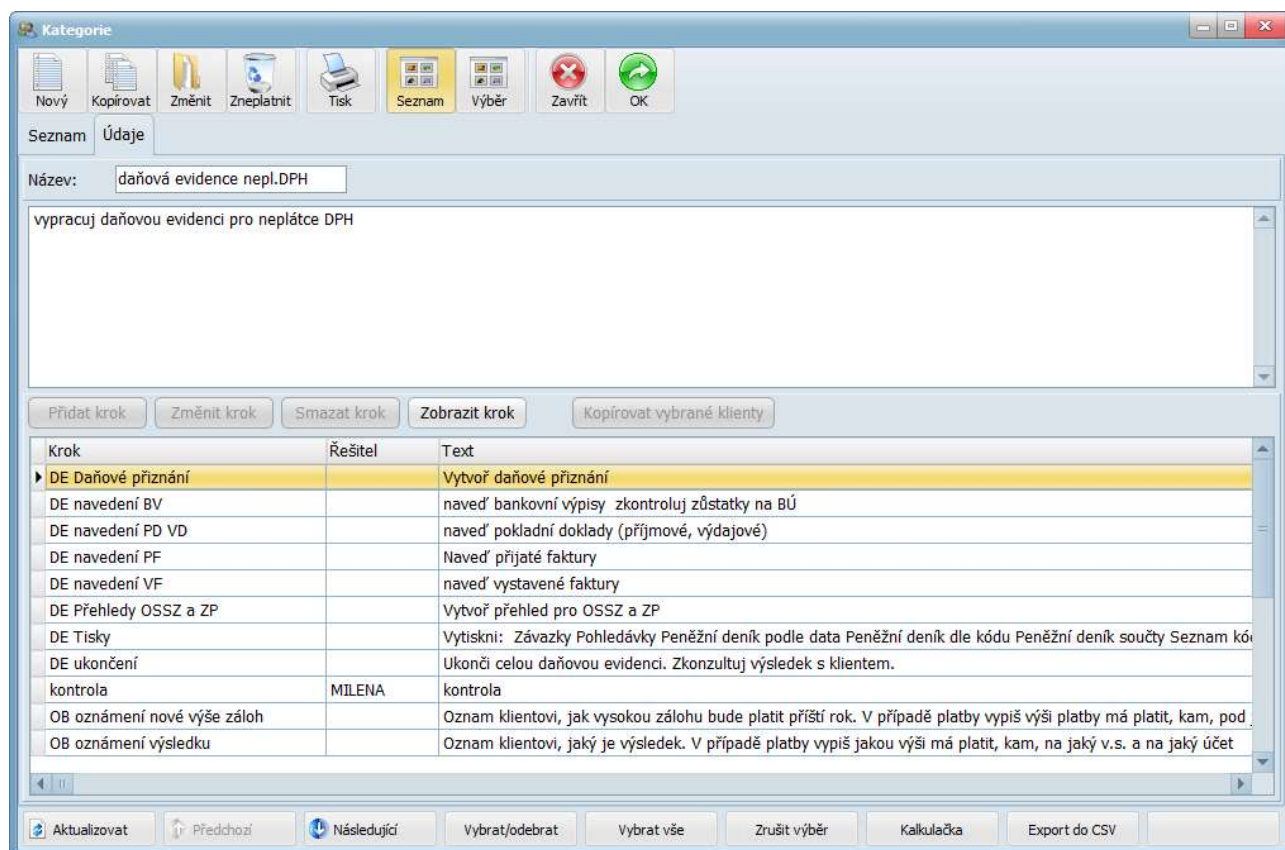 Kategorie
Nový Kopírovat Změnit Zneplatnit Tisk Seznam Výběr Zavřít OK
Seznam Údaje
Název: daňová evidence nepl.DPH
vypracuj daňovou evidenci pro neplátce DPH
Přidat krok Změnit krok Smazat krok Zobrazit krok Kopírovat vybrané klienty
Krok Řešitel Text
DE Daňové přiznání Vytvoř daňové přiznání
DE navedení BV naveď bankovní výpisy zkontroluj zůstatky na BÚ
DE navedení PD VD naveď pokladní doklady (příjmové, výdajové)
DE navedení PF Naveď přijaté faktury
DE navedení VF naveď vystavené faktury
DE Přehledy OSSZ a ZP Vytvoř přehled pro OSSZ a ZP
DE Tisky Vytiskni: Závazky Pohledávky Peněžní deník podle data Peněžní deník dle kódu Peněžní deník součty Seznam
DE ukončení Ukonči celou daňovou evidenci. Zkonzultuj výsledek s klientem.
kontrola MILENA kontrola
OB oznámení nové výše záloh Oznam klientovi, jak vysokou zálohu bude platit příští rok. V případě platby vypiš výši platby má platit, kam, pod
OB oznámení výsledku Oznam klientovi, jaký je výsledek. V případě platby vypiš jakou výši má platit, kam, na jaký v.s. a na jaký účet
Aktualizovat Předchozí Následující Vybrat/odebrat Vybrat vše Zrušit výběr Kalkulačka Export do CSV